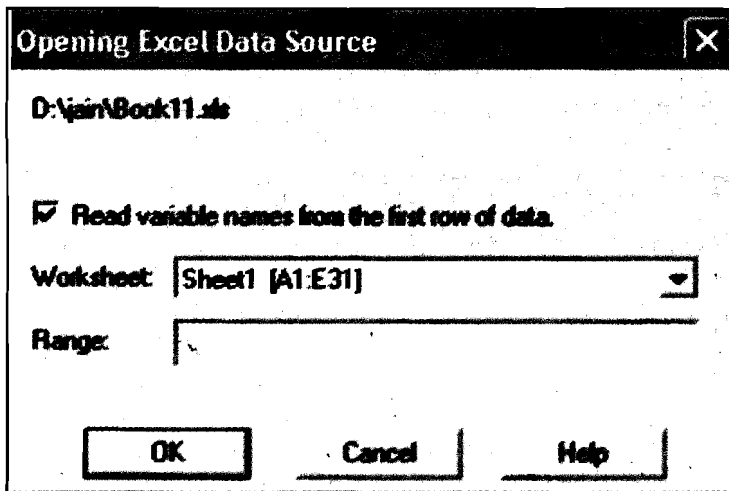 Opening Excel Data Source
D:\jain\Book11.xls
Read variable names from the first row of data.
Worksheet: Sheet1 [A1:E31]
Range:
OK Cancel Help